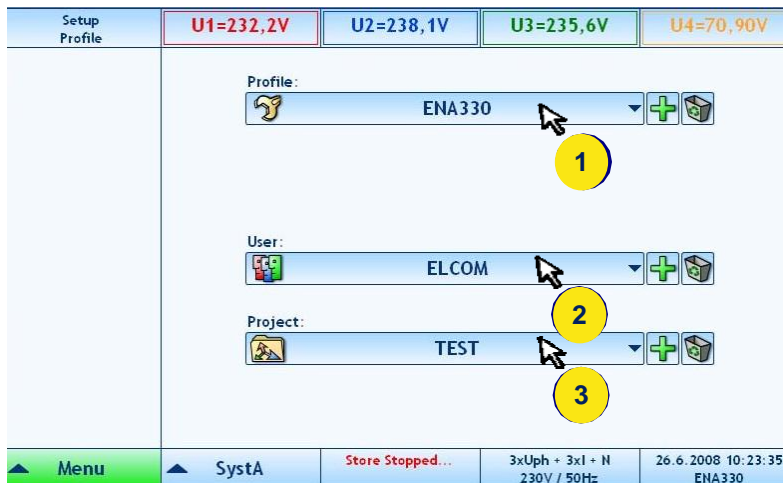 Setup
Profile
U1=232,2V
U2=238,1V
U3=235,6V
U4=70,90V
Profile:
ENA330
1
User:
ELCOM
2
Project:
TEST
3
Menu
SystA
Store Stopped...
3xUph + 3xI + N
230V / 50Hz
26.6.2008 10:23:35
ENA330